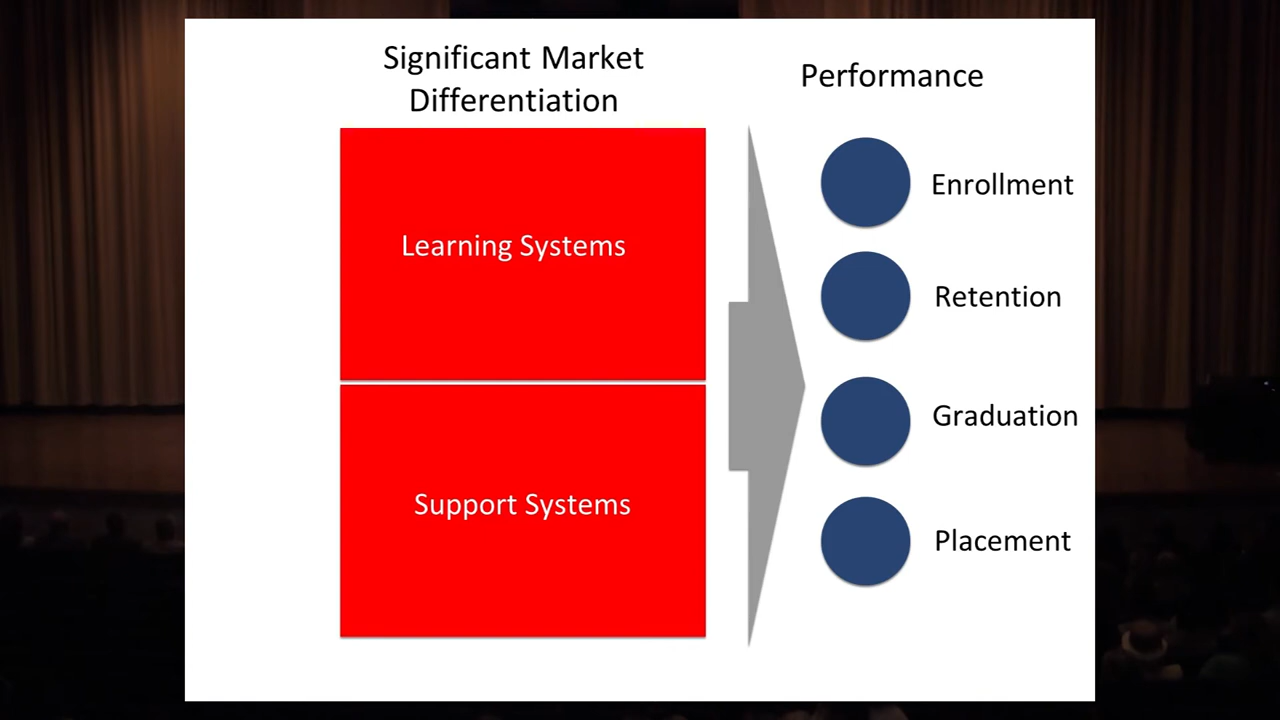 Significant Market
Differentiation
Performance
Learning Systems
Support Systems
Enrollment
Retention
Graduation
Placement